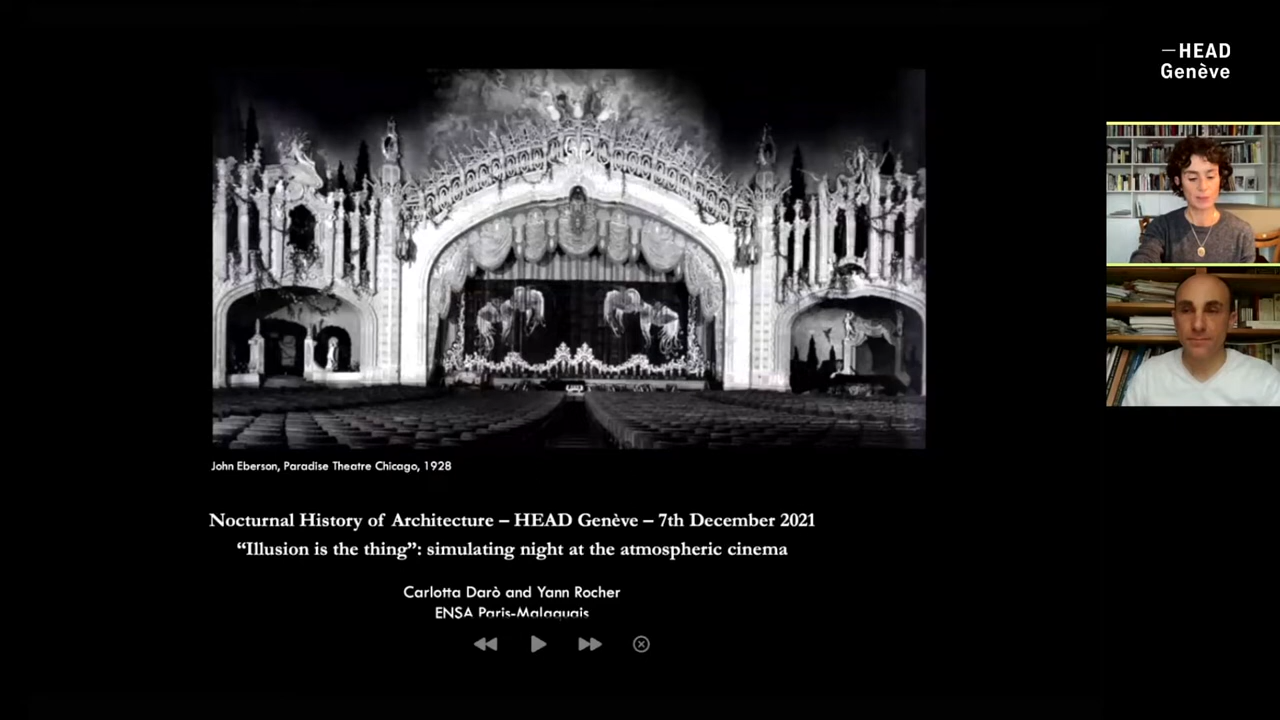 —HEAD
Genève
John Eberson, Paradise Theatre Chicago, 1928
Nocturnal History of Architecture – HEAD Genève – 7th December 2021
“Illusion is the thing”: simulating night at the atmospheric cinema
Carlotta Darò and Yann Rocher
ENSA Paris-Malaquais